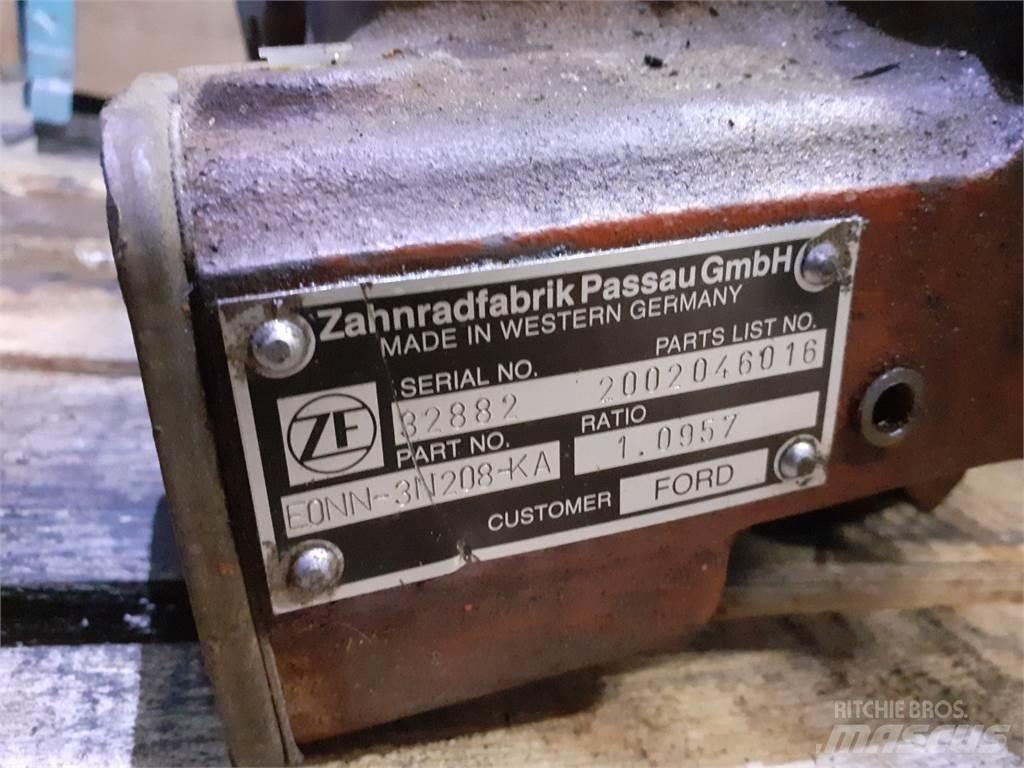 Zahnradfabrik Passau GmbH
MADE IN WESTERN GERMANY
SERIAL NO. PARTS LIST NO.
32882 2002046016
ZF
PART NO. RATIO
E0NN-3N208-KA 1.0957
CUSTOMER FORD
RITCHIE BROS.
MASCUS